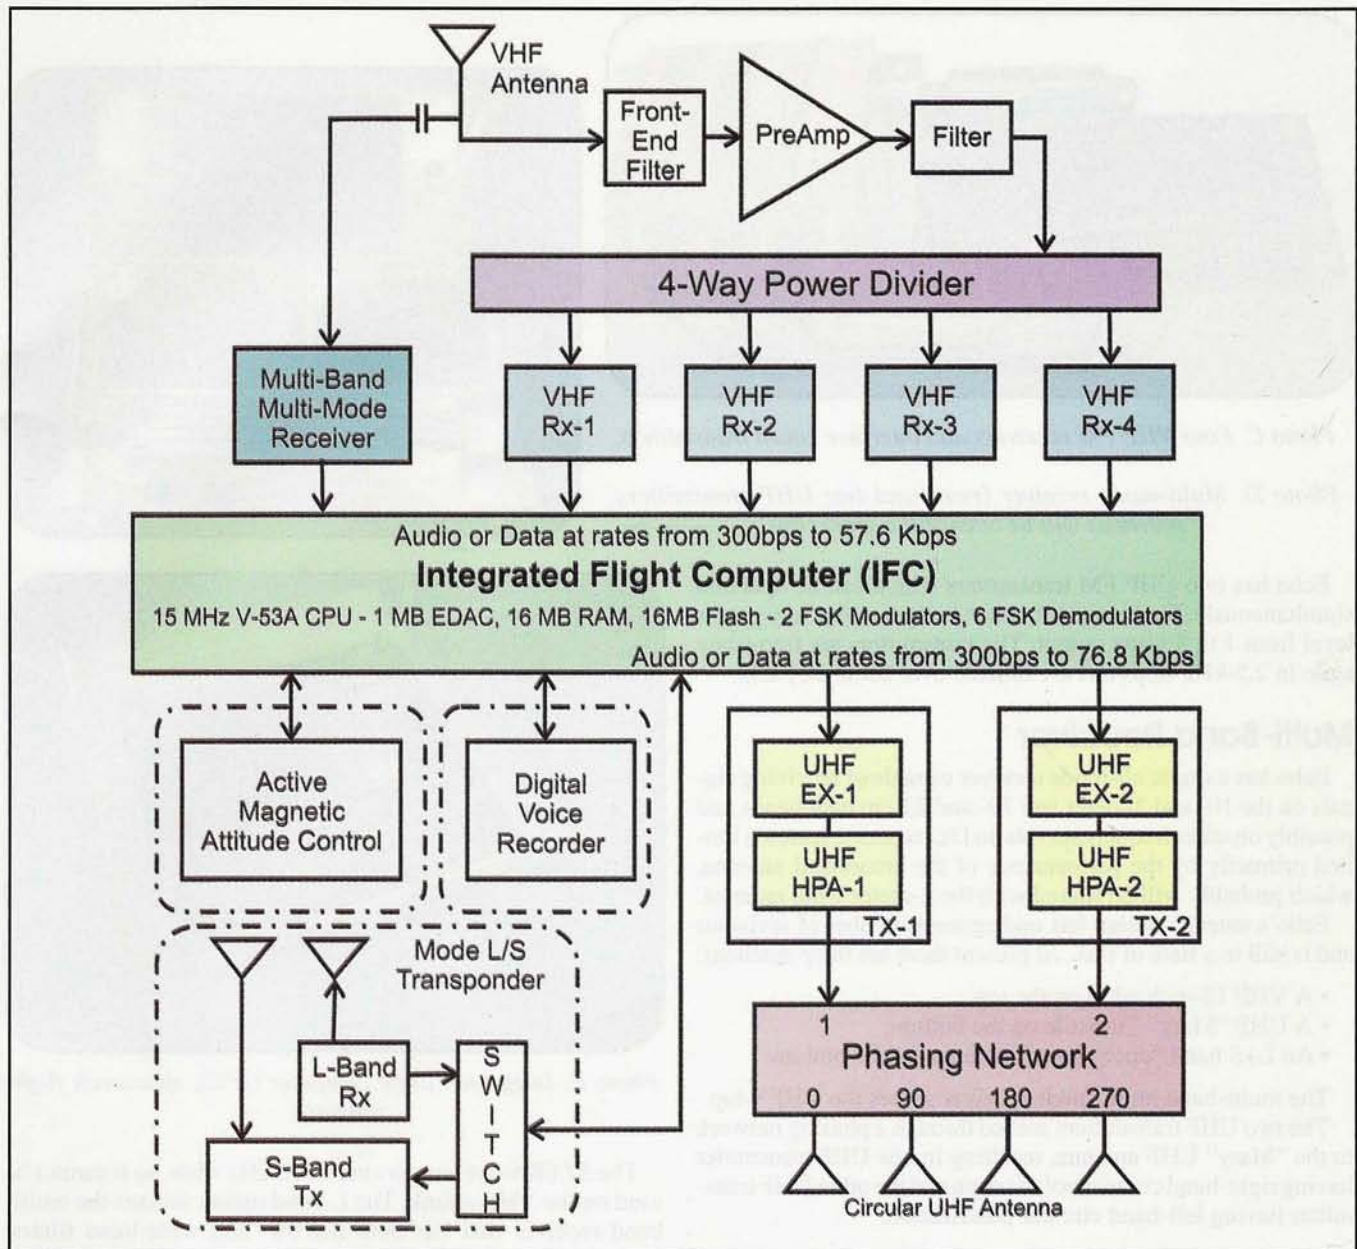 VHF
Antenna
Front-
End
Filter
PreAmp
Filter
4-Way Power Divider
Multi-Band
Multi-Mode
Receiver
VHF
Rx-1
VHF
Rx-2
VHF
Rx-3
VHF
Rx-4
Audio or Data at rates from 300bps to 57.6 Kbps
Integrated Flight Computer (IFC)
15 MHz V-53A CPU - 1 MB EDAC, 16 MB RAM, 16MB Flash - 2 FSK Modulators, 6 FSK Demodulators
Audio or Data at rates from 300bps to 76.8 Kbps
Active
Magnetic
Attitude Control
Digital
Voice
Recorder
UHF
EX-1
UHF
HPA-1
TX-1
UHF
EX-2
UHF
HPA-2
TX-2
Mode L/S
Transponder
L-Band
Rx
S-Band
Tx
SWITCH
1 2
Phasing Network
0 90 180 270
Circular UHF Antenna